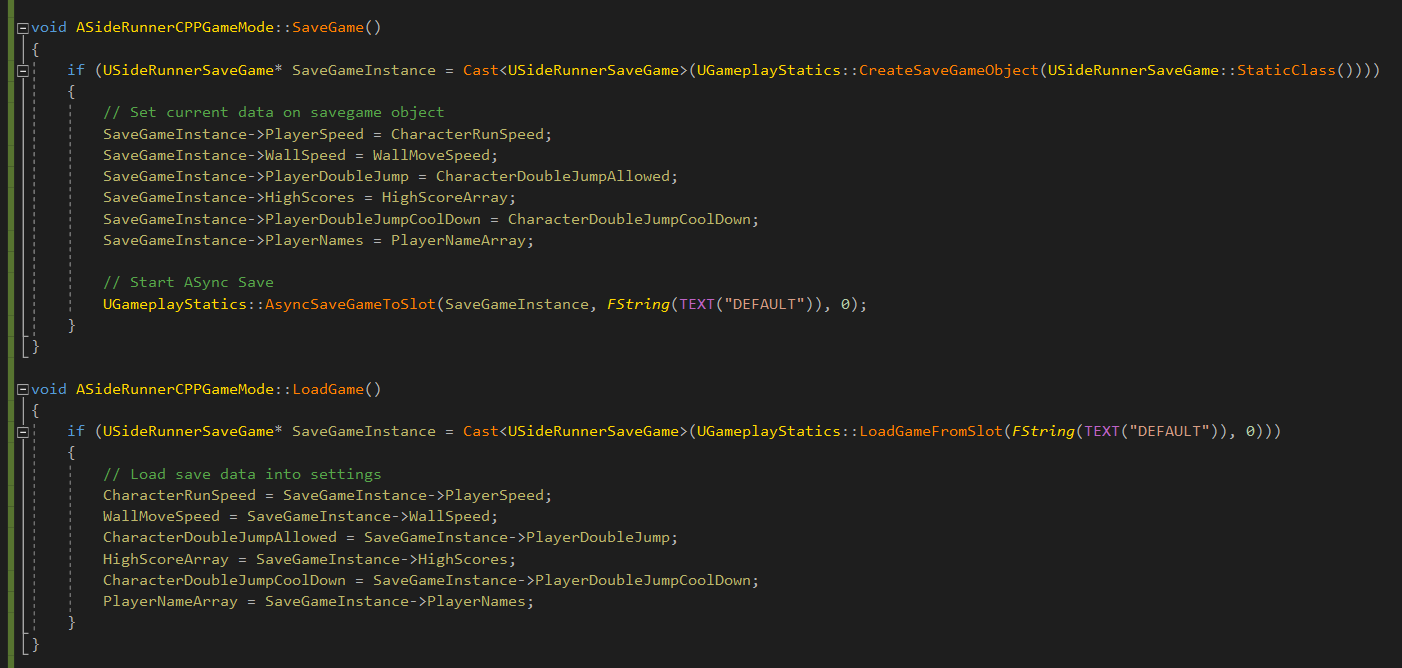 void ASideRunnerCPPGameMode::SaveGame()
{
    if (USideRunnerSaveGame* SaveGameInstance = Cast<USideRunnerSaveGame>(UGameplayStatics::CreateSaveGameObject(USideRunnerSaveGame::StaticClass())))
    {
        // Set current data on savegame object
        SaveGameInstance->PlayerSpeed = CharacterRunSpeed;
        SaveGameInstance->WallSpeed = WallMoveSpeed;
        SaveGameInstance->PlayerDoubleJump = CharacterDoubleJumpAllowed;
        SaveGameInstance->HighScores = HighScoreArray;
        SaveGameInstance->PlayerDoubleJumpCoolDown = CharacterDoubleJumpCoolDown;
        SaveGameInstance->PlayerNames = PlayerNameArray;

        // Start ASync Save
        UGameplayStatics::AsyncSaveGameToSlot(SaveGameInstance, FString(TEXT("DEFAULT")), 0);
    }
}

void ASideRunnerCPPGameMode::LoadGame()
{
    if (USideRunnerSaveGame* SaveGameInstance = Cast<USideRunnerSaveGame>(UGameplayStatics::LoadGameFromSlot(FString(TEXT("DEFAULT")), 0)))
    {
        // Load save data into settings
        CharacterRunSpeed = SaveGameInstance->PlayerSpeed;
        WallMoveSpeed = SaveGameInstance->WallSpeed;
        CharacterDoubleJumpAllowed = SaveGameInstance->PlayerDoubleJump;
        HighScoreArray = SaveGameInstance->HighScores;
        CharacterDoubleJumpCoolDown = SaveGameInstance->PlayerDoubleJumpCoolDown;
        PlayerNameArray = SaveGameInstance->PlayerNames;
    }
}